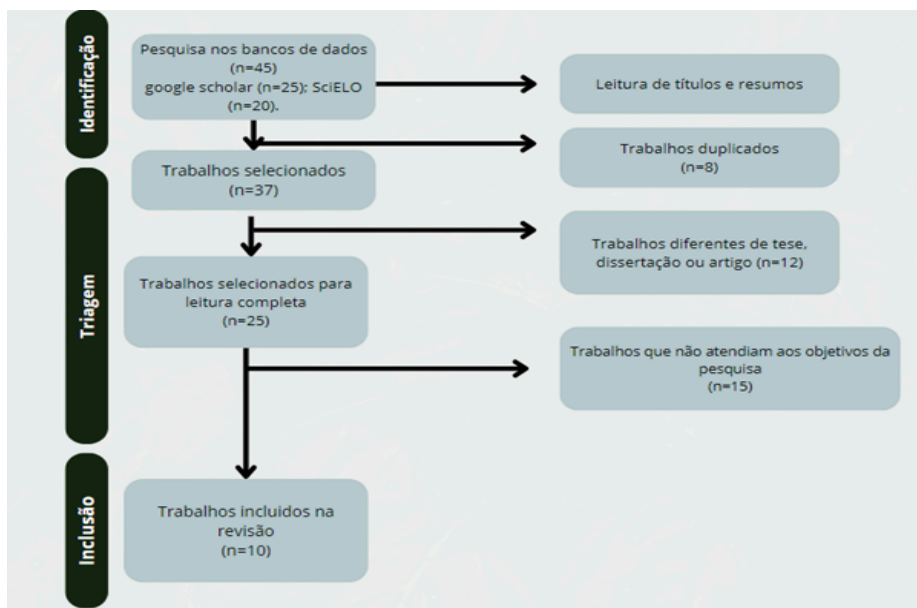 Identificação
Pesquisa nos bancos de dados
(n=45)
google scholar (n=25); SciELO
(n=20).
Leitura de títulos e resumos
Trabalhos duplicados
(n=8)
Triagem
Trabalhos selecionados
(n=37)
Trabalhos diferentes de tese,
dissertação ou artigo (n=12)
Trabalhos selecionados para
leitura completa
(n=25)
Trabalhos que não atendiam aos objetivos da
pesquisa
(n=15)
Inclusão
Trabalhos incluidos na
revisão
(n=10)